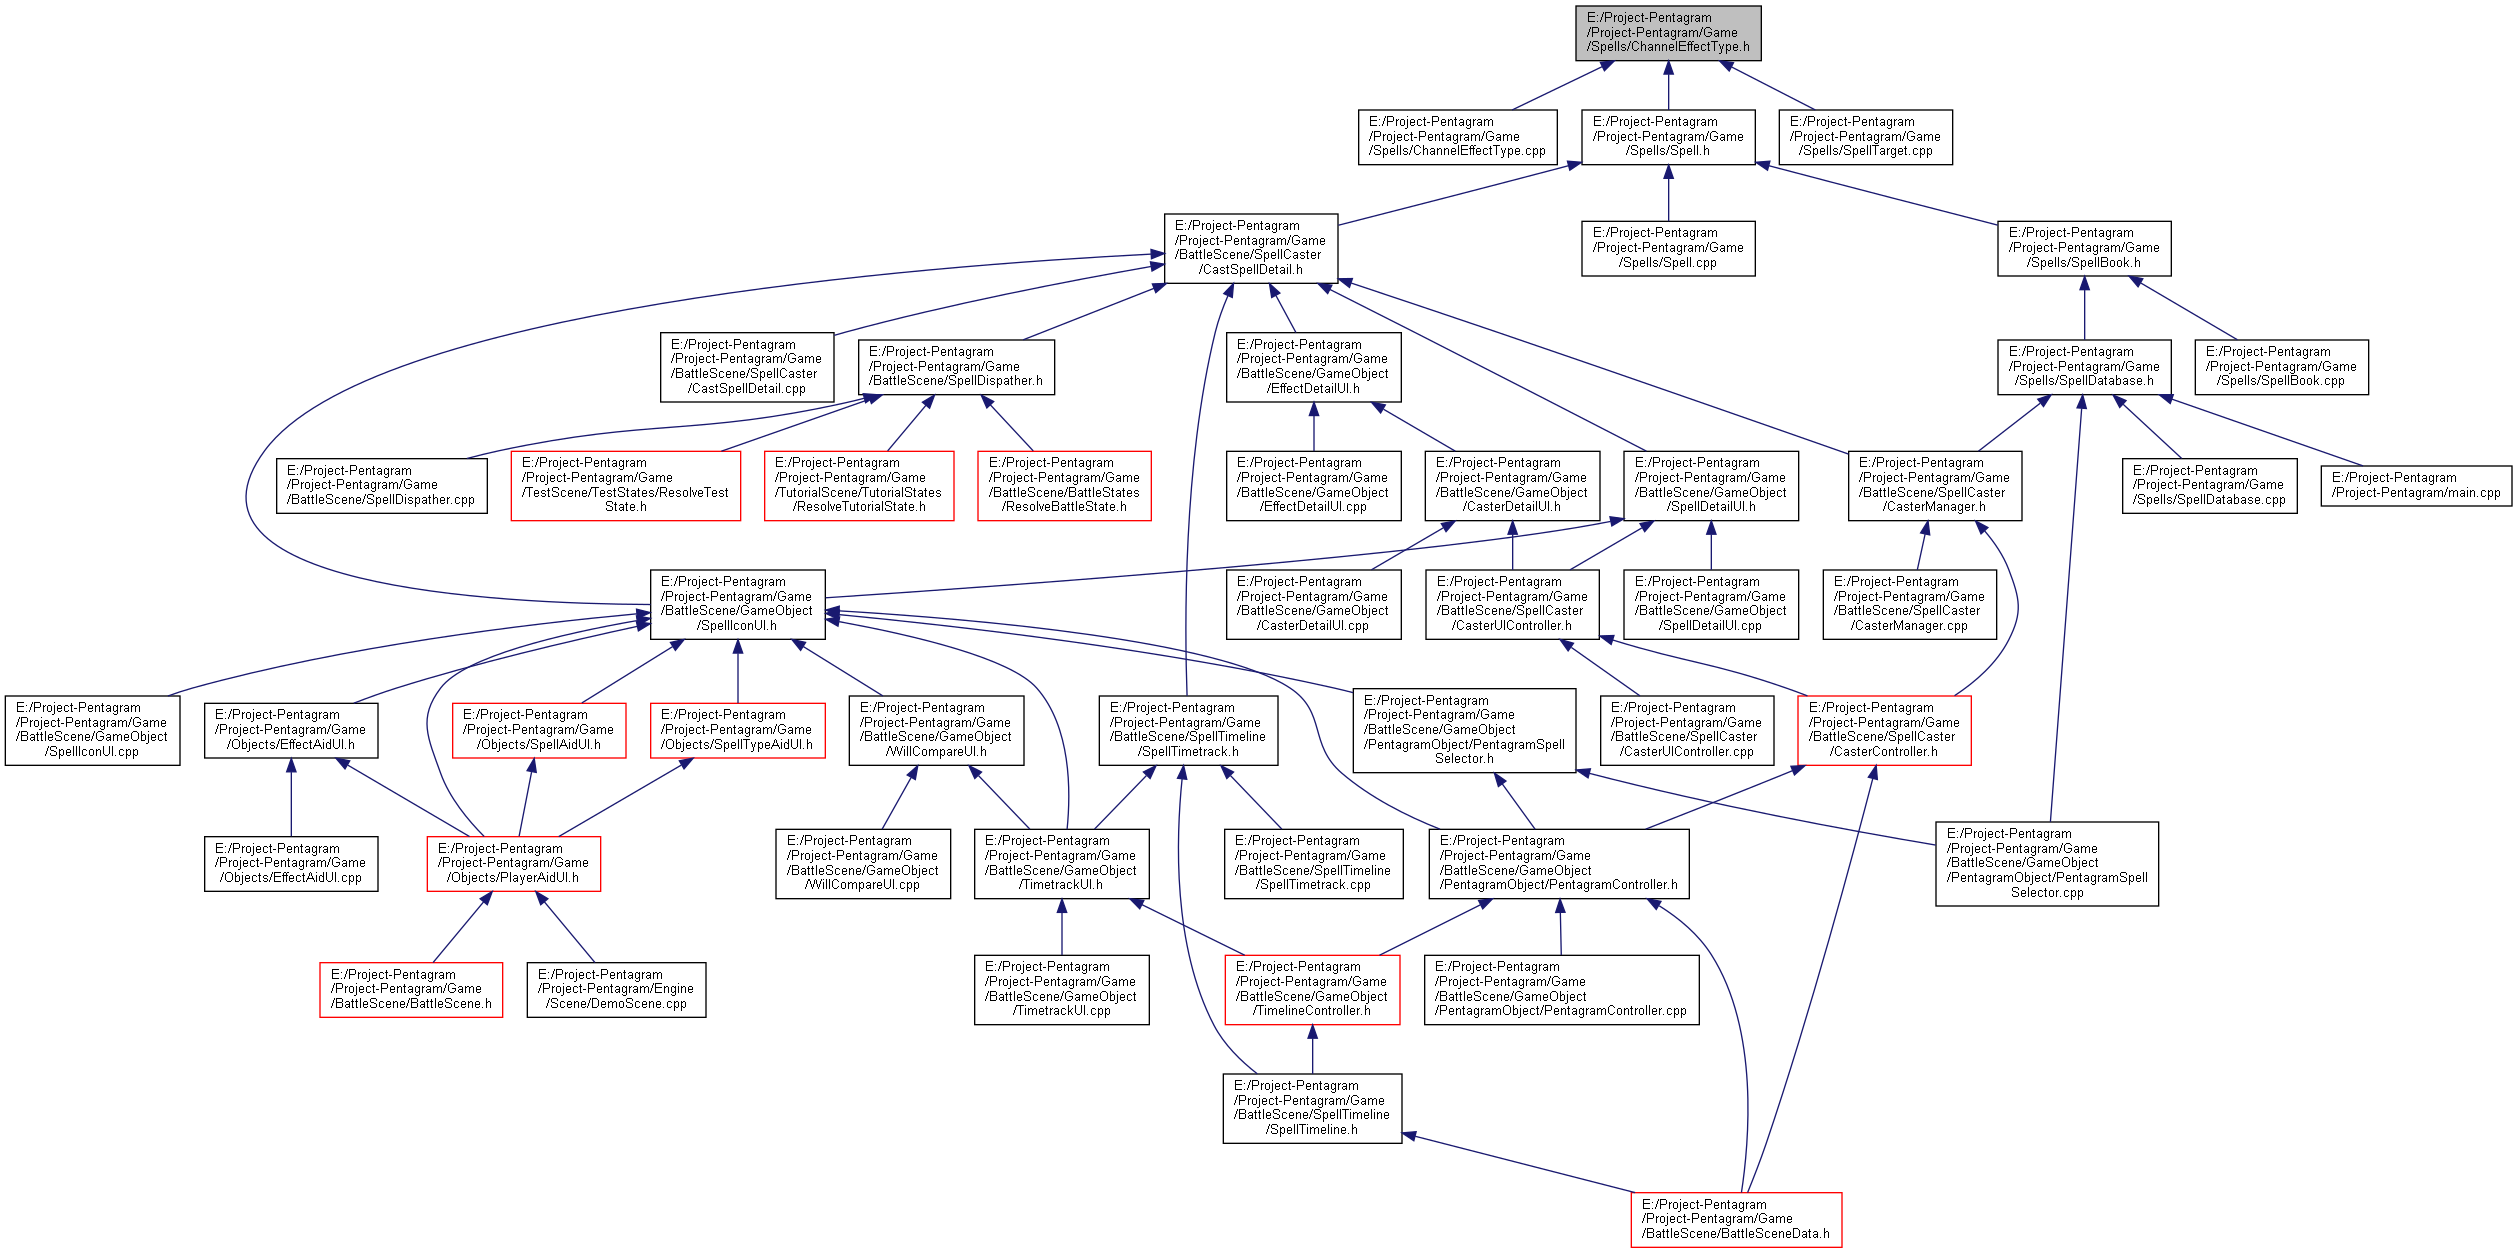 E:/Project-Pentagram
/Project-Pentagram/Game
/Spells/ChannelEffectType.h
E:/Project-Pentagram
/Project-Pentagram/Game
/Spells/ChannelEffectType.cpp
E:/Project-Pentagram
/Project-Pentagram/Game
/Spells/Spell.h
E:/Project-Pentagram
/Project-Pentagram/Game
/Spells/SpellTarget.cpp
E:/Project-Pentagram
/Project-Pentagram/Game
/BattleScene/SpellCaster
/CastSpellDetail.h
E:/Project-Pentagram
/Project-Pentagram/Game
/Spells/Spell.cpp
E:/Project-Pentagram
/Project-Pentagram/Game
/Spells/SpellBook.h
E:/Project-Pentagram
/Project-Pentagram/Game
/BattleScene/SpellCaster
/CastSpellDetail.cpp
E:/Project-Pentagram
/Project-Pentagram/Game
/BattleScene/SpellDispather.h
E:/Project-Pentagram
/Project-Pentagram/Game
/BattleScene/GameObject
/EffectDetailUI.h
E:/Project-Pentagram
/Project-Pentagram/Game
/Spells/SpellDatabase.h
E:/Project-Pentagram
/Project-Pentagram/Game
/Spells/SpellBook.cpp
E:/Project-Pentagram
/Project-Pentagram/Game
/BattleScene/SpellDispather.cpp
E:/Project-Pentagram
/Project-Pentagram/Game
/TestScene/TestStates/ResolveTest
State.h
E:/Project-Pentagram
/Project-Pentagram/Game
/TutorialScene/TutorialStates
/ResolveTutorialState.h
E:/Project-Pentagram
/Project-Pentagram/Game
/BattleScene/BattleStates
/ResolveBattleState.h
E:/Project-Pentagram
/Project-Pentagram/Game
/BattleScene/GameObject
/EffectDetailUI.cpp
E:/Project-Pentagram
/Project-Pentagram/Game
/BattleScene/GameObject
/CasterDetailUI.h
E:/Project-Pentagram
/Project-Pentagram/Game
/BattleScene/GameObject
/SpellDetailUI.h
E:/Project-Pentagram
/Project-Pentagram/Game
/BattleScene/SpellCaster
/CasterManager.h
E:/Project-Pentagram
/Project-Pentagram/Game
/Spells/SpellDatabase.cpp
E:/Project-Pentagram
/Project-Pentagram/main.cpp
E:/Project-Pentagram
/Project-Pentagram/Game
/BattleScene/GameObject
/SpellIconUI.h
E:/Project-Pentagram
/Project-Pentagram/Game
/BattleScene/GameObject
/CasterDetailUI.cpp
E:/Project-Pentagram
/Project-Pentagram/Game
/BattleScene/SpellCaster
/CasterUIController.h
E:/Project-Pentagram
/Project-Pentagram/Game
/BattleScene/GameObject
/SpellDetailUI.cpp
E:/Project-Pentagram
/Project-Pentagram/Game
/BattleScene/SpellCaster
/CasterManager.cpp
E:/Project-Pentagram
/Project-Pentagram/Game
/BattleScene/GameObject
/SpellIconUI.cpp
E:/Project-Pentagram
/Project-Pentagram/Game
/Objects/EffectAidUI.h
E:/Project-Pentagram
/Project-Pentagram/Game
/Objects/SpellAidUI.h
E:/Project-Pentagram
/Project-Pentagram/Game
/Objects/SpellTypeAidUI.h
E:/Project-Pentagram
/Project-Pentagram/Game
/BattleScene/GameObject
/WillCompareUI.h
E:/Project-Pentagram
/Project-Pentagram/Game
/BattleScene/SpellTimeline
/SpellTimetrack.h
E:/Project-Pentagram
/Project-Pentagram/Game
/BattleScene/GameObject
/PentagramObject/PentagramSpell
Selector.h
E:/Project-Pentagram
/Project-Pentagram/Game
/BattleScene/SpellCaster
/CasterUIController.cpp
E:/Project-Pentagram
/Project-Pentagram/Game
/BattleScene/SpellCaster
/CasterController.h
E:/Project-Pentagram
/Project-Pentagram/Game
/Objects/EffectAidUI.cpp
E:/Project-Pentagram
/Project-Pentagram/Game
/Objects/PlayerAidUI.h
E:/Project-Pentagram
/Project-Pentagram/Game
/BattleScene/GameObject
/WillCompareUI.cpp
E:/Project-Pentagram
/Project-Pentagram/Game
/BattleScene/GameObject
/TimetrackUI.h
E:/Project-Pentagram
/Project-Pentagram/Game
/BattleScene/SpellTimeline
/SpellTimetrack.cpp
E:/Project-Pentagram
/Project-Pentagram/Game
/BattleScene/GameObject
/PentagramObject/PentagramController.h
E:/Project-Pentagram
/Project-Pentagram/Game
/BattleScene/GameObject
/PentagramObject/PentagramSpell
Selector.cpp
E:/Project-Pentagram
/Project-Pentagram/Game
/BattleScene/BattleScene.h
E:/Project-Pentagram
/Project-Pentagram/Engine
/Scene/DemoScene.cpp
E:/Project-Pentagram
/Project-Pentagram/Game
/BattleScene/GameObject
/TimetrackUI.cpp
E:/Project-Pentagram
/Project-Pentagram/Game
/BattleScene/GameObject
/TimelineController.h
E:/Project-Pentagram
/Project-Pentagram/Game
/BattleScene/GameObject
/PentagramObject/PentagramController.cpp
E:/Project-Pentagram
/Project-Pentagram/Game
/BattleScene/SpellTimeline
/SpellTimeline.h
E:/Project-Pentagram
/Project-Pentagram/Game
/BattleScene/BattleSceneData.h